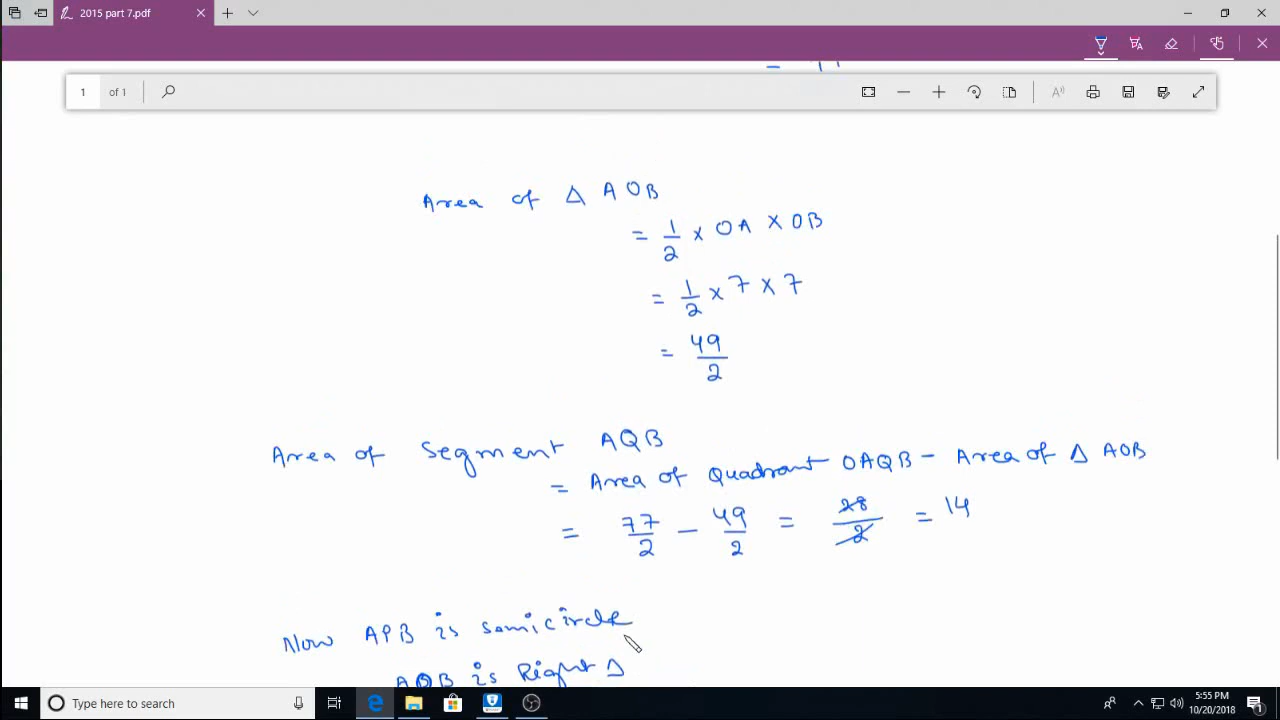 2015 part 7.pdf
1 of 1
Area of Δ AOB
= 1/2 × OA × OB
= 1/2 × 7 × 7
= 49/2
Area of Segment AQB
= Area of Quadrant OAQB - Area of Δ AOB
= 77/2 - 49/2 = 28/2 = 14
Now APB is semicircle
AOB is Right Δ
Type here to search
5:55 PM
10/20/2018